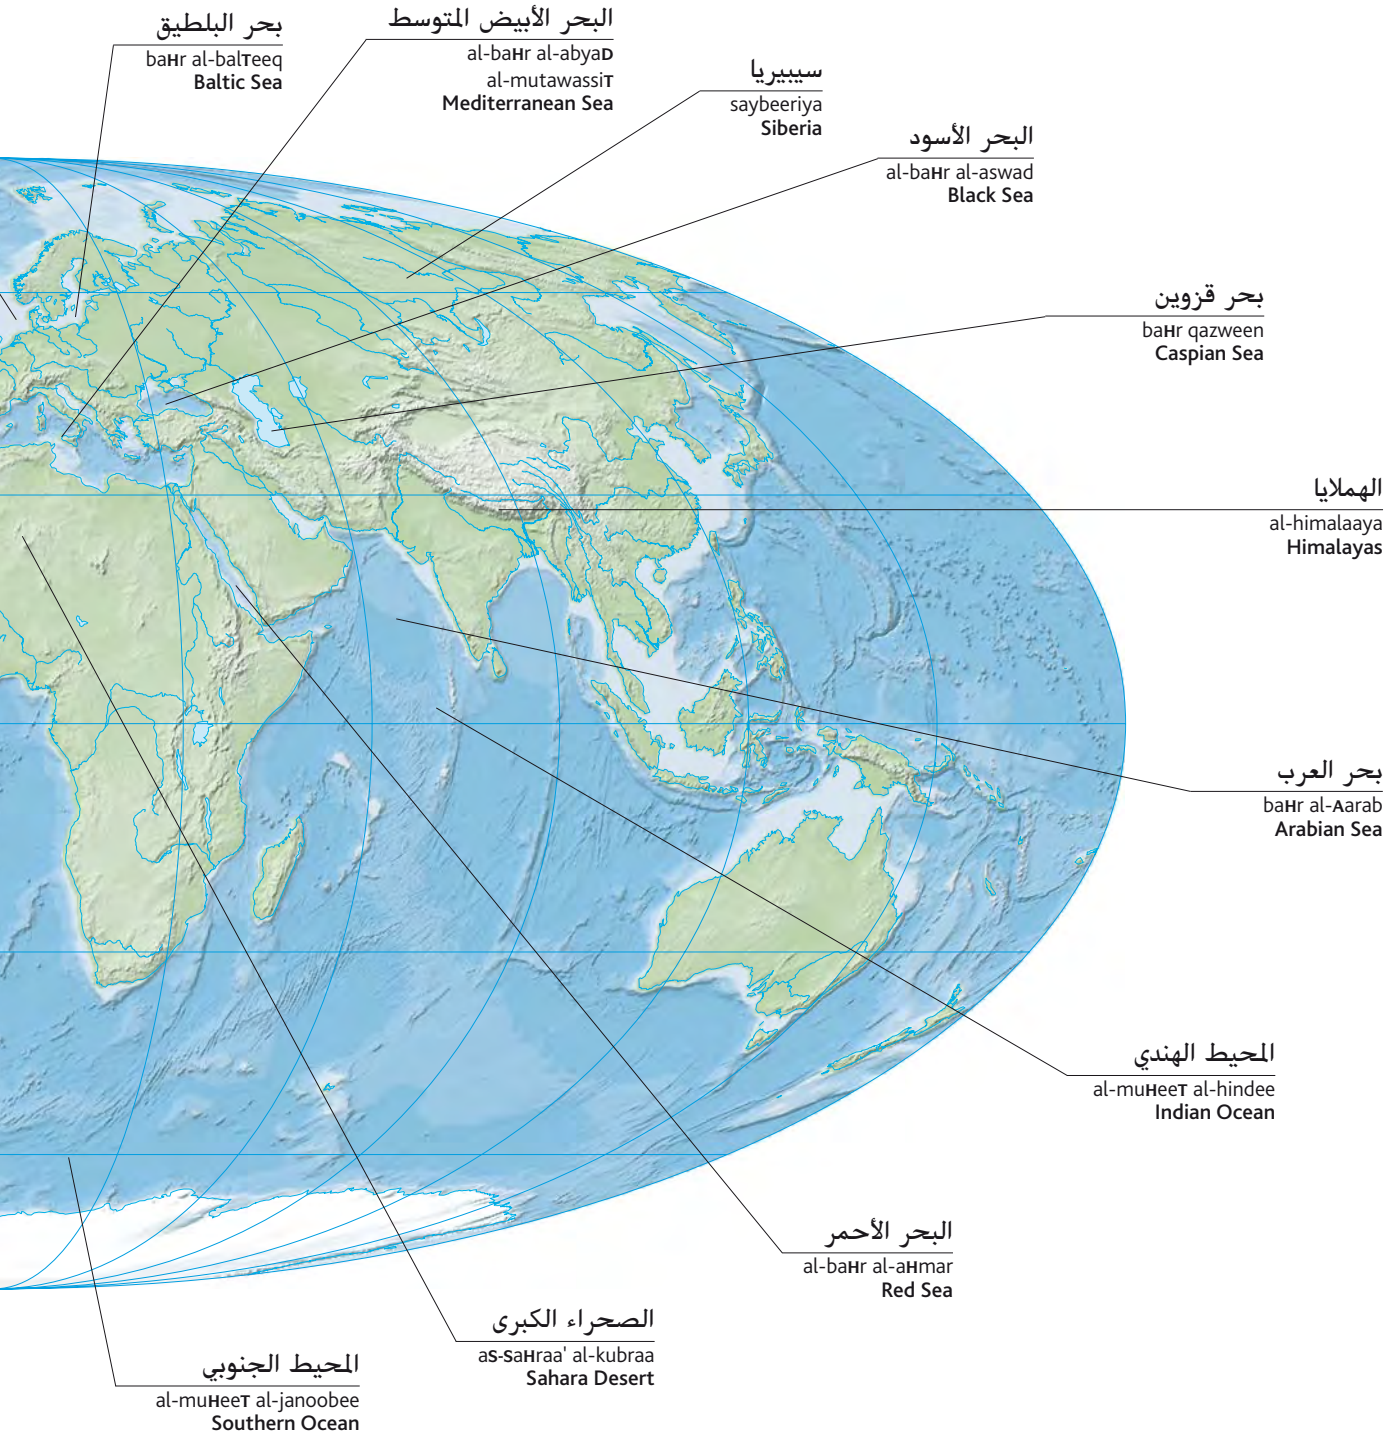 بحر البلطيق
baHr al-balTeeq
Baltic Sea
البحر الأبيض المتوسط
al-baHr al-abyaD
al-mutawassiT
Mediterranean Sea
سيبيريا
saybeeriya
Siberia
البحر الأسود
al-baHr al-aswad
Black Sea
بحر قزوين
baHr qazween
Caspian Sea
الهملايا
al-himalaaya
Himalayas
بحر العرب
baHr al-Aarab
Arabian Sea
المحيط الهندي
al-muHeeT al-hindee
Indian Ocean
البحر الأحمر
al-baHr al-aHmar
Red Sea
الصحراء الكبرى
aS-SaHraa' al-kubraa
Sahara Desert
المحيط الجنوبي
al-muHeeT al-janoobee
Southern Ocean